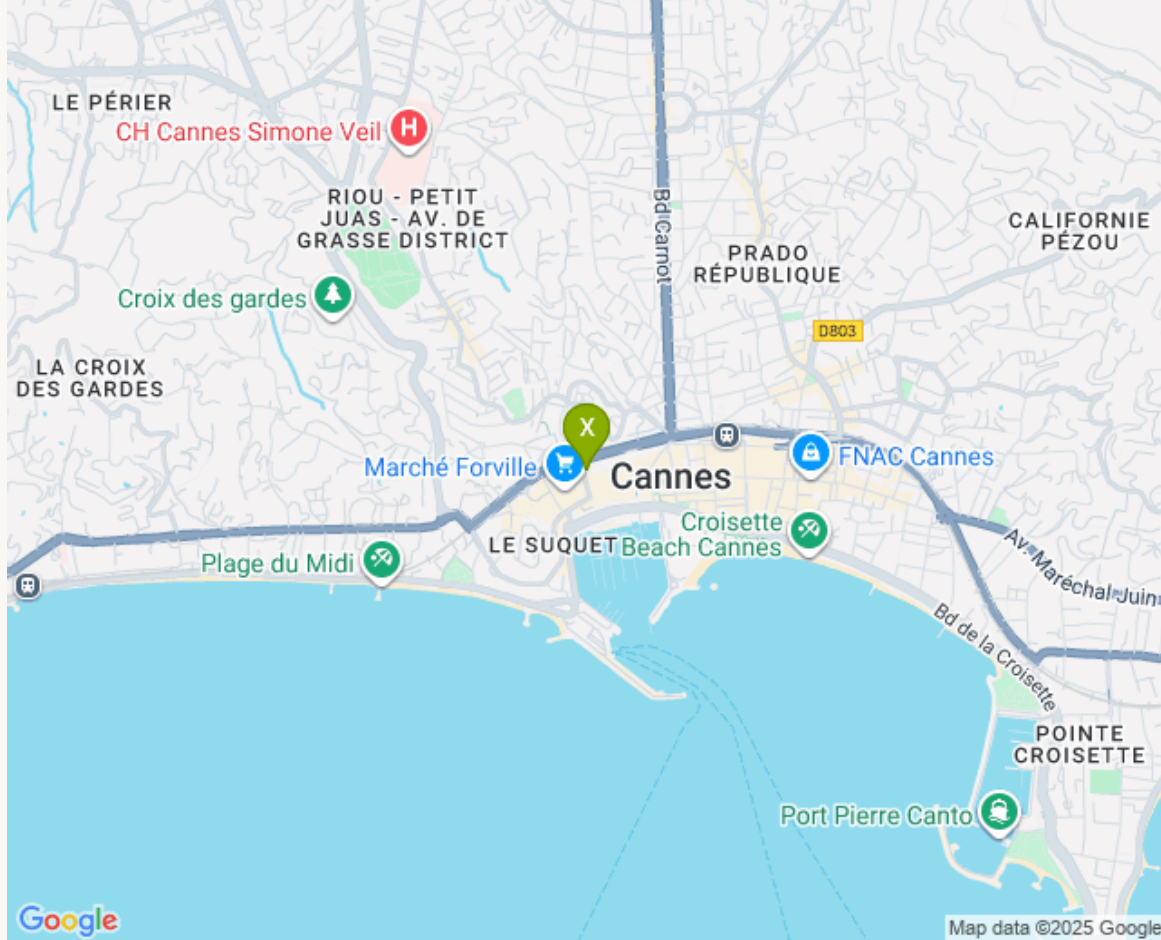 LE PÉRIER
CH Cannes Simone Veil
H
RIOU - PETIT
JUAS - AV. DE
GRASSE DISTRICT
Bd Carnot
CALIFORNIE
PÉZOU
PRADO
RÉPUBLIQUE
Croix des gardes
D803
LA CROIX
DES GARDES
X
Marché Forville
Cannes
FNAC Cannes
Croisette
Beach Cannes
LE SUQUET
Plage du Midi
Av. Maréchal-Juin
Bd de la Croisette
POINTE
CROISETTE
Port Pierre Canto
Google
Map data ©2025 Google